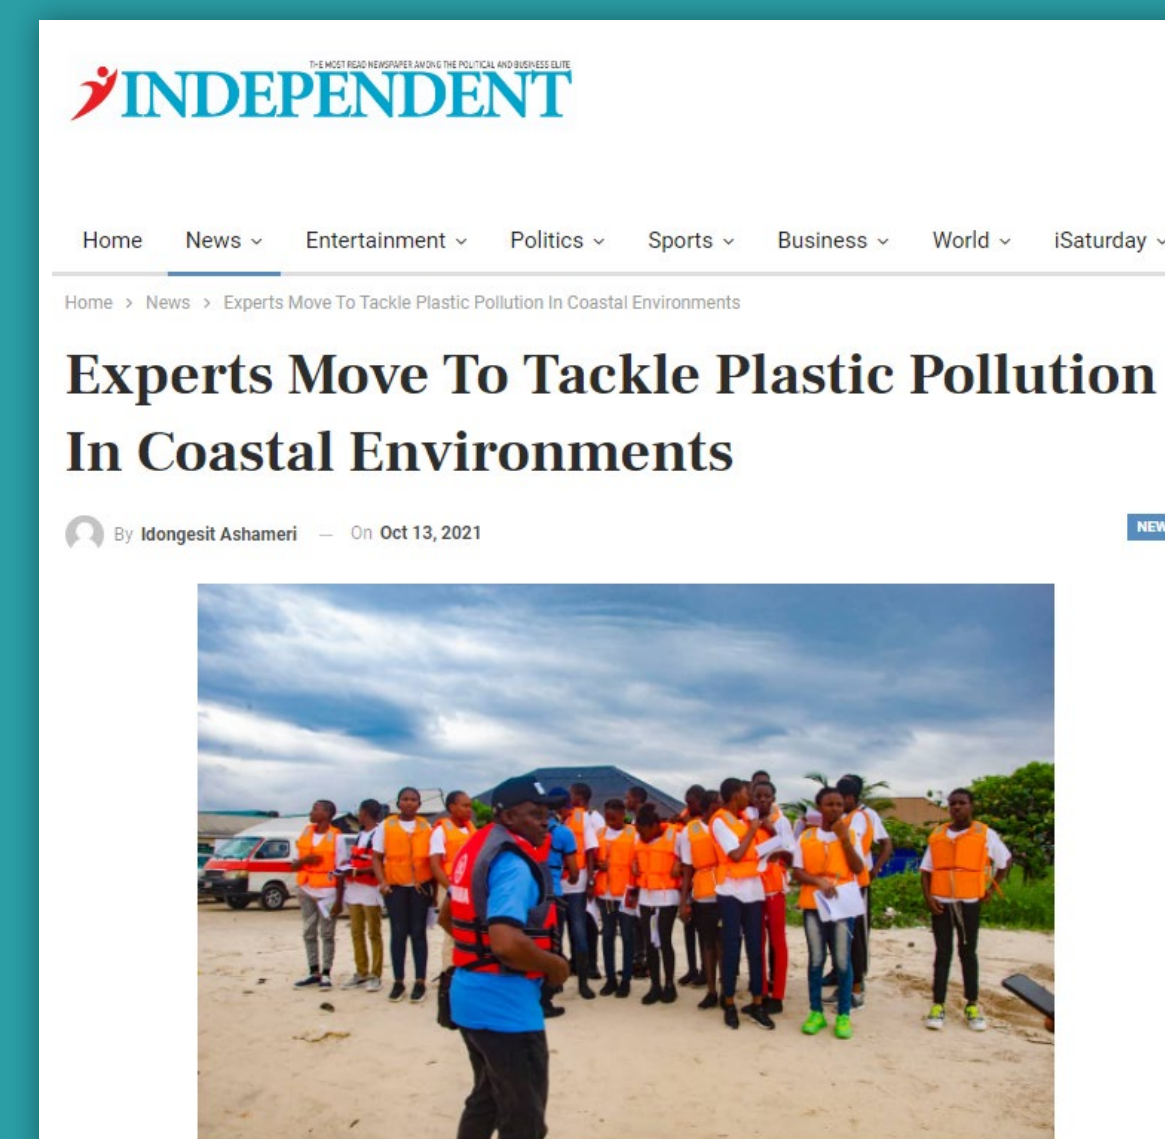 THE MOST READ NEWSPAPER AMONG THE POLITICAL AND BUSINESS ELITE
INDEPENDENT
Home News Entertainment Politics Sports Business World iSaturday
Home > News > Experts Move To Tackle Plastic Pollution In Coastal Environments
Experts Move To Tackle Plastic Pollution
In Coastal Environments
By Idongesit Ashameri — On Oct 13, 2021
NEW